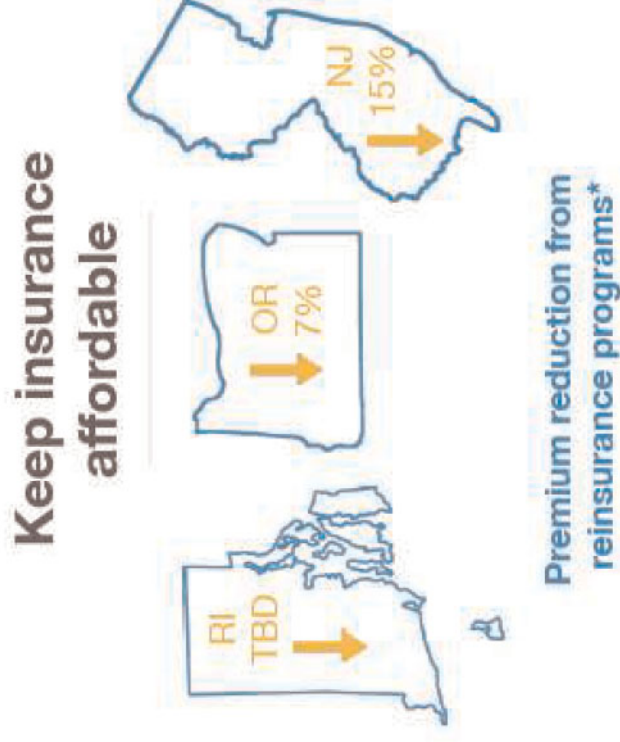 Keep insurance
affordable
RI
TBD
OR
7%
NJ
15%
Premium reduction from
reinsurance programs*